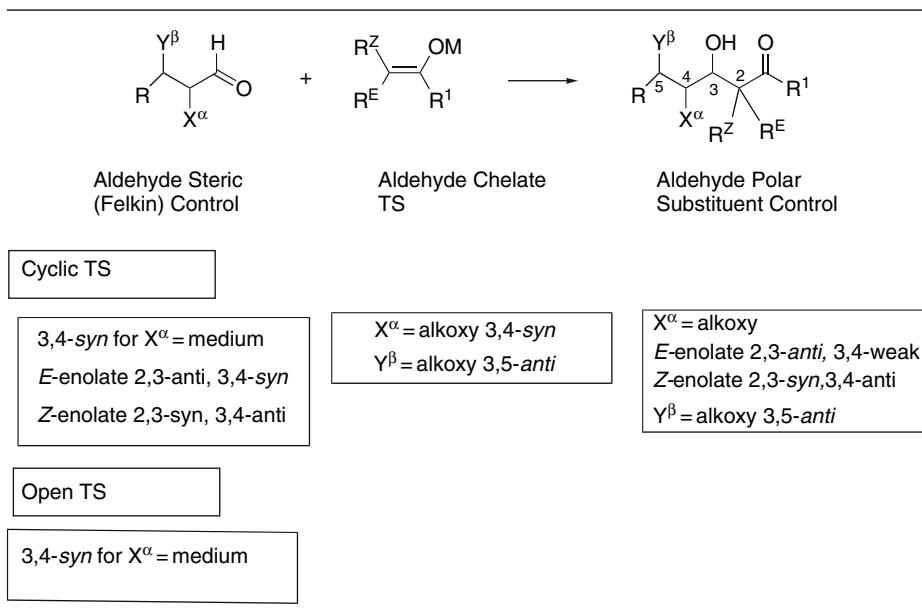 Yβ H RZ OM Yβ OH O
+
R O RE R1 R 5 4 3 2 R1
Xα Xα RZ RE
Aldehyde Steric
(Felkin) Control
Aldehyde Chelate
TS
Aldehyde Polar
Substituent Control
Cyclic TS
3,4-syn for Xα = medium
E-enolate 2,3-anti, 3,4-syn
Z-enolate 2,3-syn, 3,4-anti
Xα = alkoxy 3,4-syn
Yβ = alkoxy 3,5-anti
Xα = alkoxy
E-enolate 2,3-anti, 3,4-weak
Z-enolate 2,3-syn,3,4-anti
Yβ = alkoxy 3,5-anti
Open TS
3,4-syn for Xα = medium